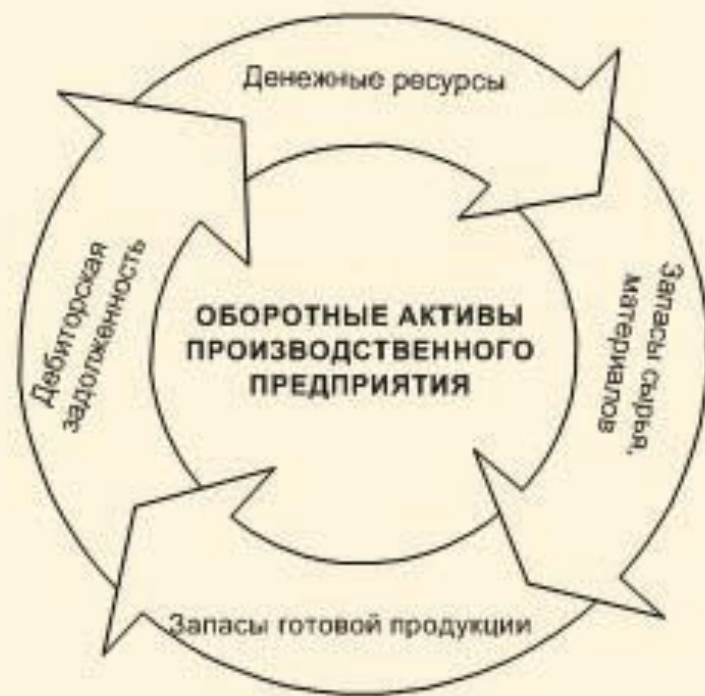 Денежные ресурсы
Запасы сырья,
материалов
Запасы готовой продукции
Дебиторская
задолженность
ОБОРОТНЫЕ АКТИВЫ
ПРОИЗВОДСТВЕННОГО
ПРЕДПРИЯТИЯ